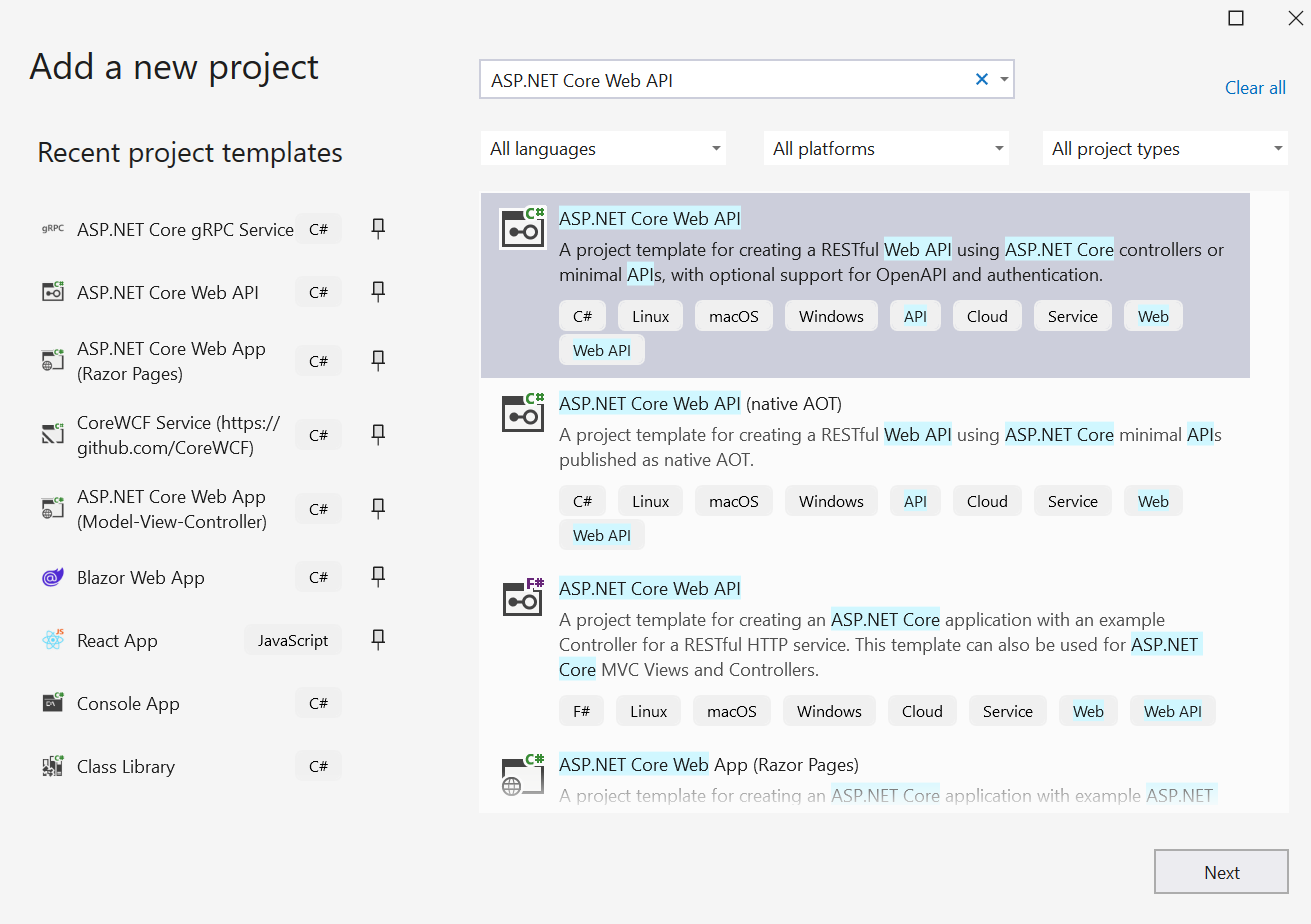 Add a new project
ASP.NET Core Web API
Clear all
Recent project templates
All languages
All platforms
All project types
gRPC ASP.NET Core gRPC Service C#
C# ASP.NET Core Web API C#
ASP.NET Core Web App
(Razor Pages)
C#
CoreWCF Service (https://
github.com/CoreWCF)
C#
ASP.NET Core Web App
(Model-View-Controller)
C#
Blazor Web App C#
JS React App JavaScript
Console App C#
Class Library C#
C# ASP.NET Core Web API
A project template for creating a RESTful Web API using ASP.NET Core controllers or
minimal APIs, with optional support for OpenAPI and authentication.
C# Linux macOS Windows API Cloud Service Web
Web API
C# ASP.NET Core Web API (native AOT)
A project template for creating a RESTful Web API using ASP.NET Core minimal APIs
published as native AOT.
C# Linux macOS Windows API Cloud Service Web
Web API
F# ASP.NET Core Web API
A project template for creating an ASP.NET Core application with an example
Controller for a RESTful HTTP service. This template can also be used for ASP.NET
Core MVC Views and Controllers.
F# Linux macOS Windows Cloud Service Web Web API
C# ASP.NET Core Web App (Razor Pages)
A project template for creating an ASP.NET Core application with example ASP.NET
Next